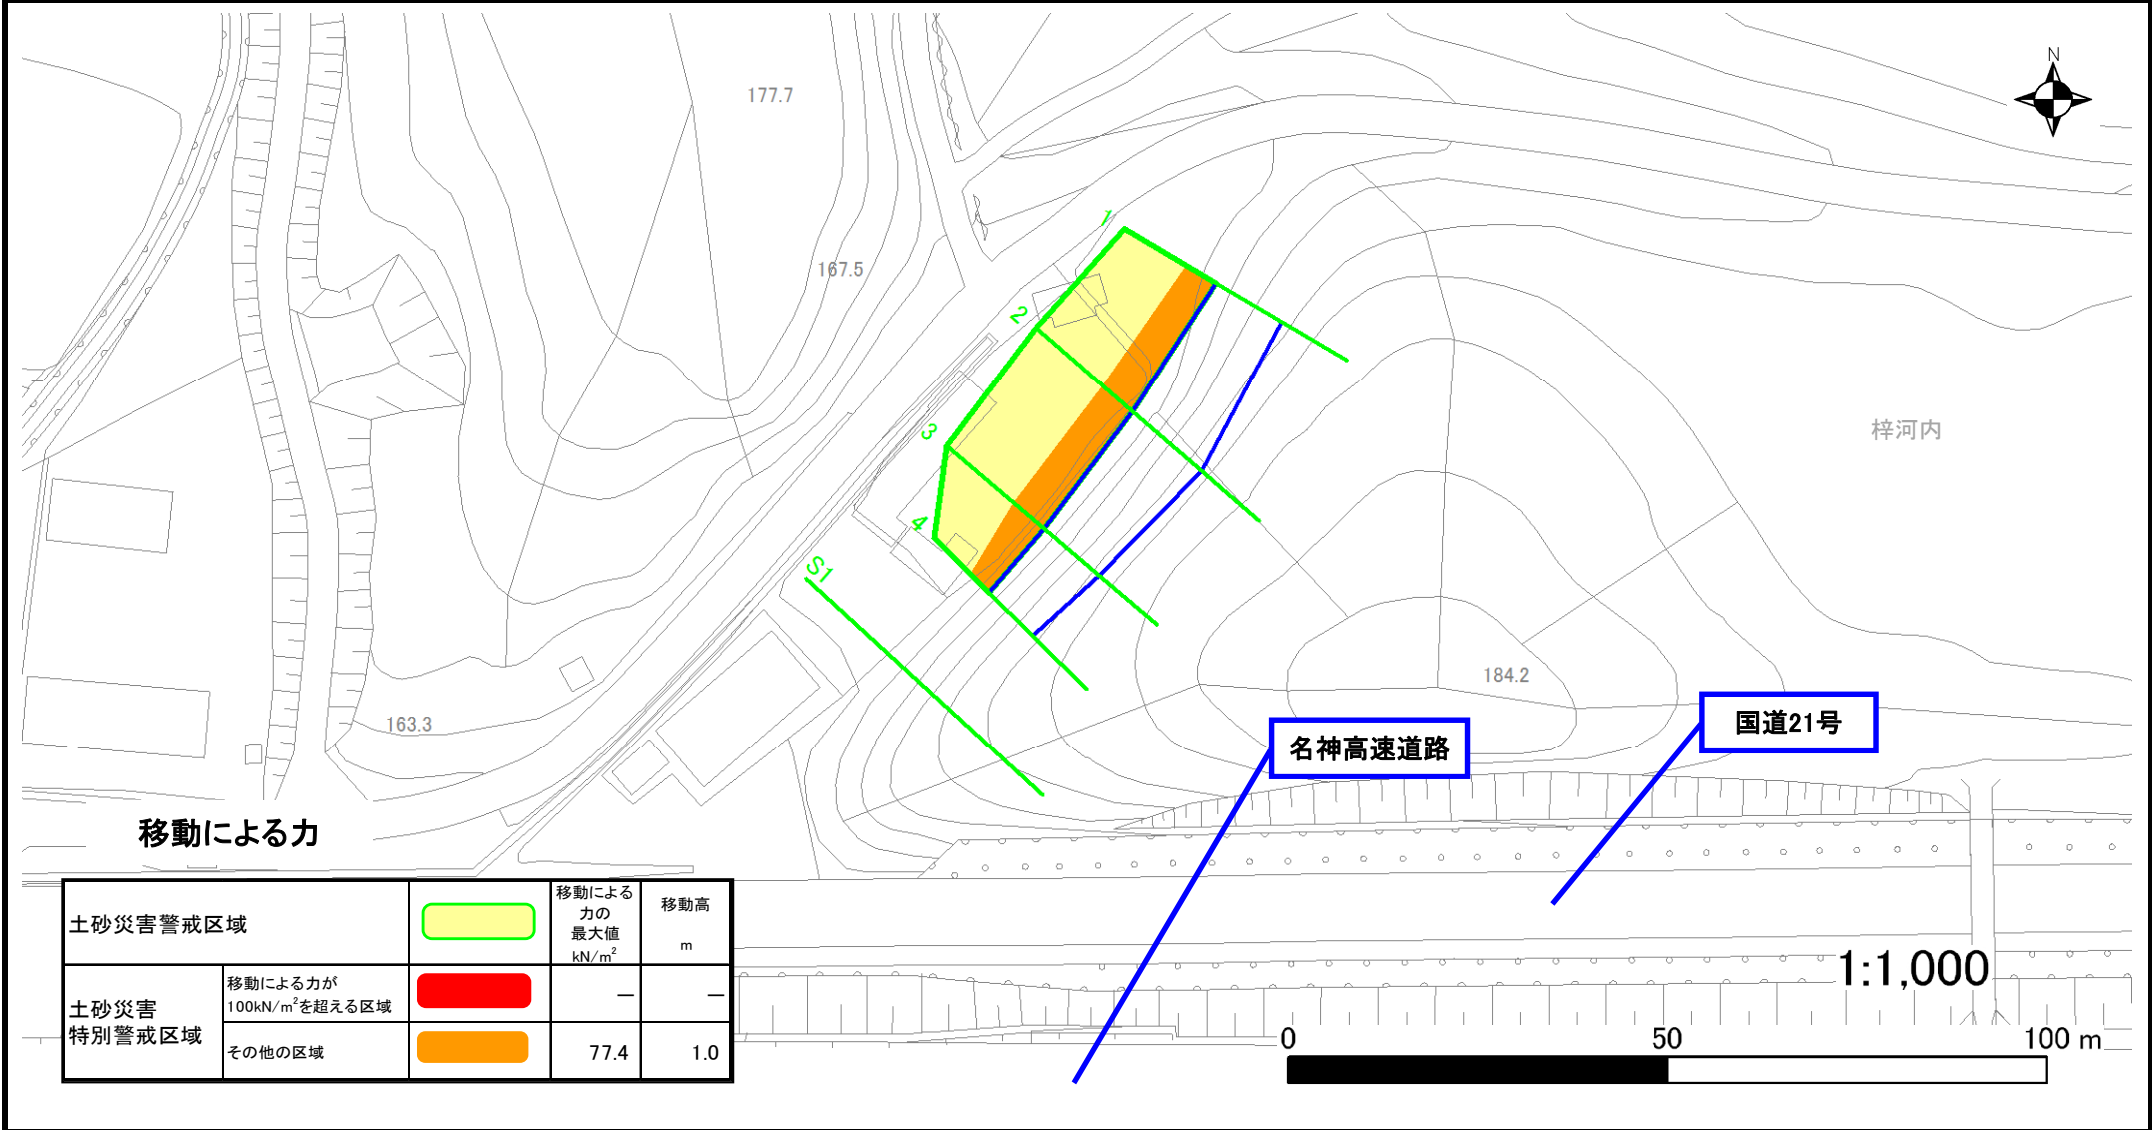 N
177.7
167.5
1
2
3
4
S1
梓河内
184.2
163.3
国道21号
名神高速道路
移動による力
土砂災害警戒区域
移動による
力の
最大値
kN/m²
移動高
m
土砂災害
特別警戒区域
移動による力が
100kN/m²を超える区域
―
―
その他の区域
77.4
1.0
1:1,000
0
50
100 m